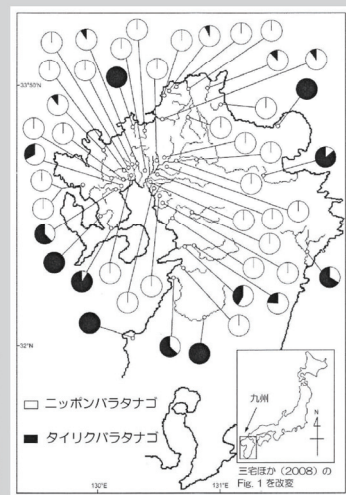 33°50'N
32°N
ニッポンバラタナゴ
タイリクバラタナゴ
九州
N
三宅ほか（2008）の
Fig. 1 を改変
130°E
131°E